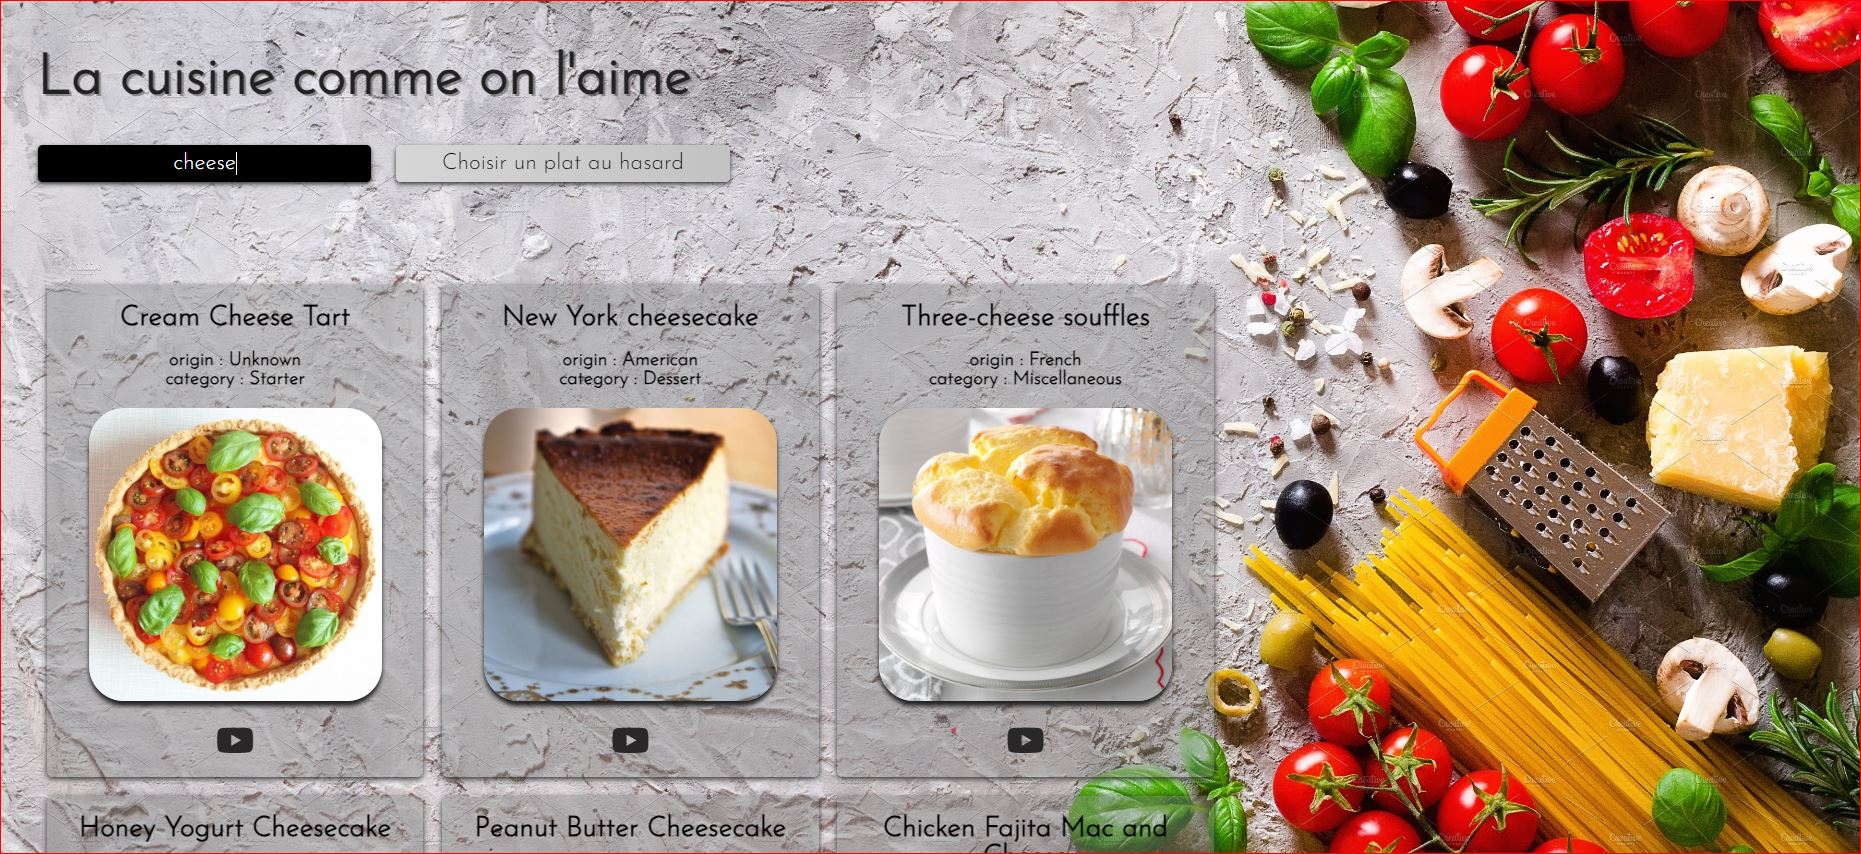 La cuisine comme on l'aime
cheese
Choisir un plat au hasard
Cream Cheese Tart
origin : Unknown
category : Starter
New York cheesecake
origin : American
category : Dessert
Three-cheese souffles
origin : French
category : Miscellaneous
Honey Yogurt Cheesecake
Peanut Butter Cheesecake
Chicken Fajita Mac and
Creative